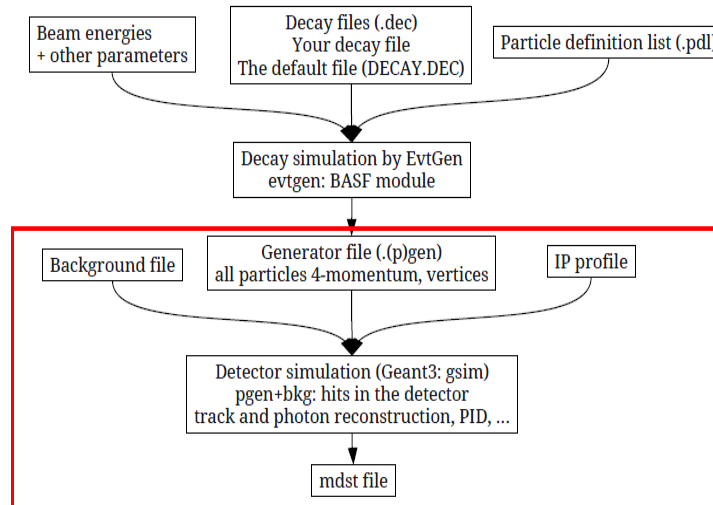 Beam energies
+ other parameters
Decay files (.dec)
Your decay file
The default file (DECAY.DEC)
Particle definition list (.pdl)
Decay simulation by EvtGen
evtgen: BASF module
Generator file (.(p)gen)
all particles 4-momentum, vertices
Background file
IP profile
Detector simulation (Geant3: gsim)
pgen+bkg: hits in the detector
track and photon reconstruction, PID, ...
mdst file